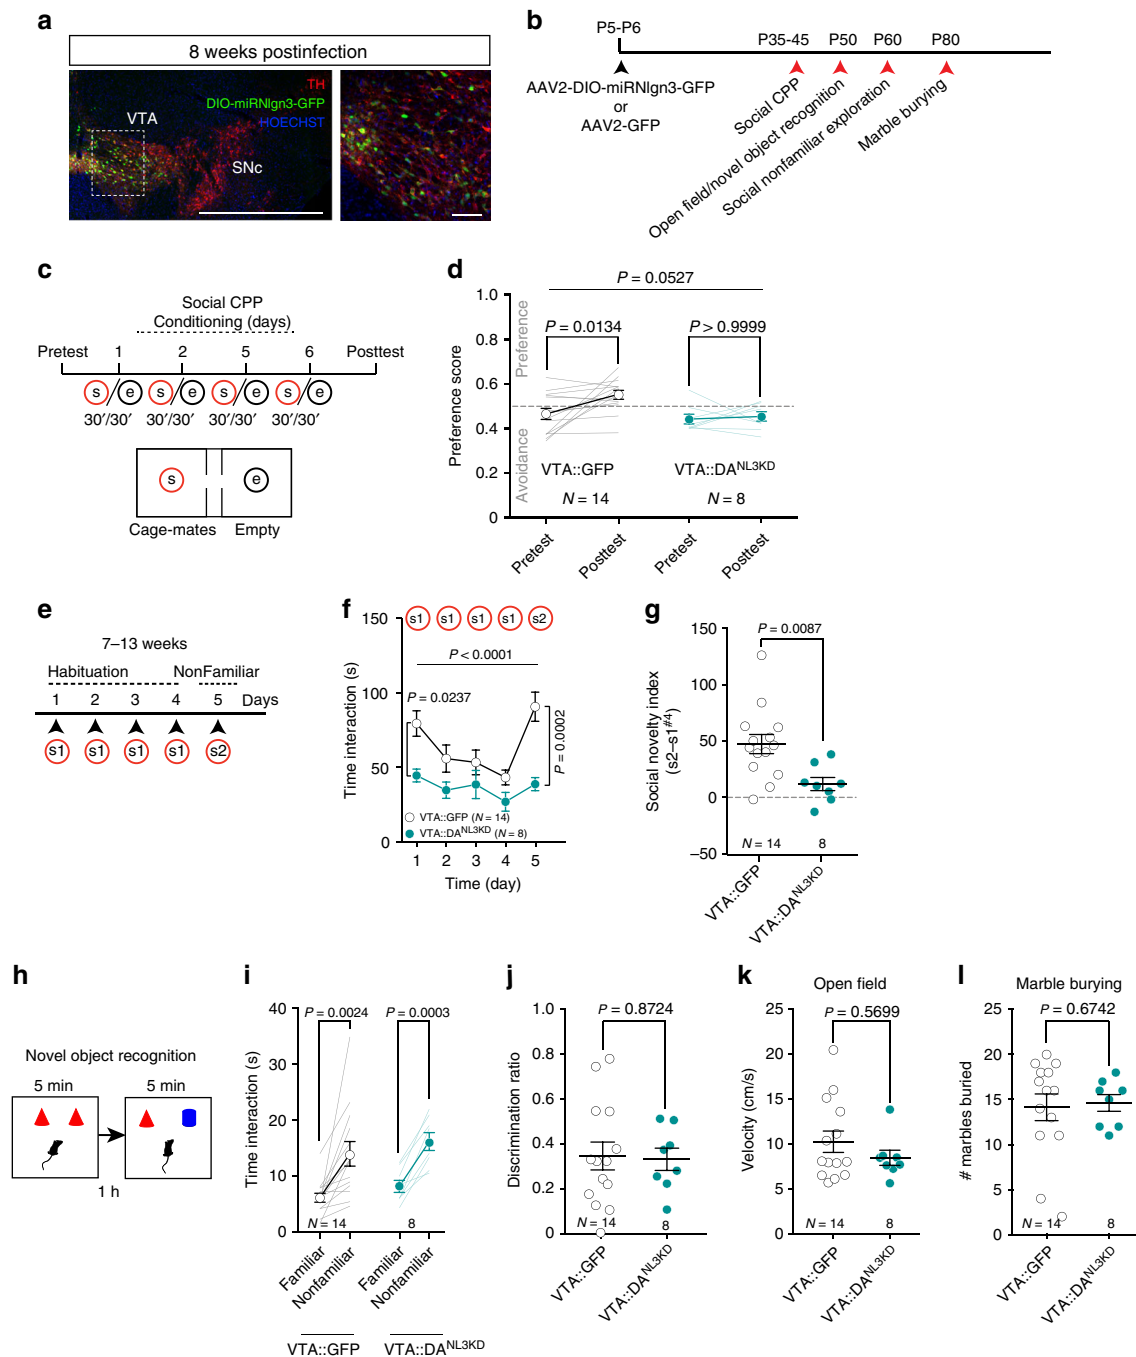 a
8 weeks postinfection
TH
DIO-miRNlgn3-GFP
HOECHST
VTA
SNc
b
P5-P6
P35-45
P50
P60
P80
AAV2-DIO-miRNlgn3-GFP
or
AAV2-GFP
Social CPP
Open field/novel object recognition
Social nonfamiliar exploration
Marble burying
c
Social CPP
Conditioning (days)
Pretest 1 2 5 6 Posttest
s e s e s e s e
30′/30′ 30′/30′ 30′/30′ 30′/30′
s e
Cage-mates Empty
d
P = 0.0527
P = 0.0134 P > 0.9999
Preference score
Preference
Avoidance
1.0
0.8
0.6
0.4
0.2
0
VTA::GFP VTA::DA^NL3KD
N = 14 N = 8
Pretest Posttest Pretest Posttest
e
7–13 weeks
Habituation NonFamiliar
1 2 3 4 5 Days
s1 s1 s1 s1 s2
f
s1 s1 s1 s1 s2
P < 0.0001
P = 0.0237
P = 0.0002
Time interaction (s)
150
100
50
0
VTA::GFP (N = 14)
VTA::DA^NL3KD (N = 8)
1 2 3 4 5
Time (day)
g
P = 0.0087
Social novelty index
(s2–s1^#4)
150
100
50
0
–50
N = 14 8
VTA::GFP VTA::DA^NL3KD
h
Novel object recognition
5 min 5 min
1 h
i
P = 0.0024 P = 0.0003
Time interaction (s)
40
30
20
10
0
N = 14 8
Familiar Nonfamiliar Familiar Nonfamiliar
VTA::GFP VTA::DA^NL3KD
j
P = 0.8724
Discrimination ratio
1.0
0.8
0.6
0.4
0.2
0
N = 14 8
VTA::GFP VTA::DA^NL3KD
k
Open field
P = 0.5699
Velocity (cm/s)
25
20
15
10
5
0
N = 14 8
VTA::GFP VTA::DA^NL3KD
l
Marble burying
P = 0.6742
# marbles buried
25
20
15
10
5
0
N = 14 8
VTA::GFP VTA::DA^NL3KD